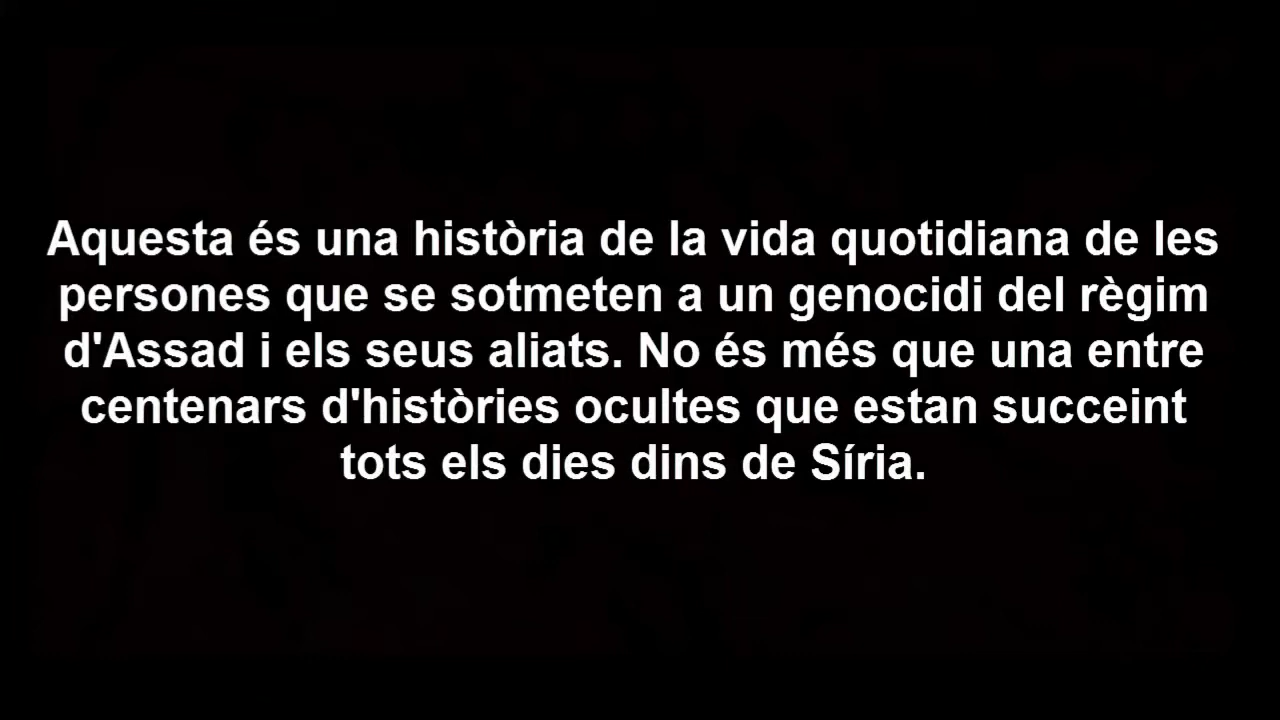 Aquesta és una història de la vida quotidiana de les
persones que se sotmeten a un genocidi del règim
d'Assad i els seus aliats. No és més que una entre
centenars d'històries ocultes que estan succeint
tots els dies dins de Síria.